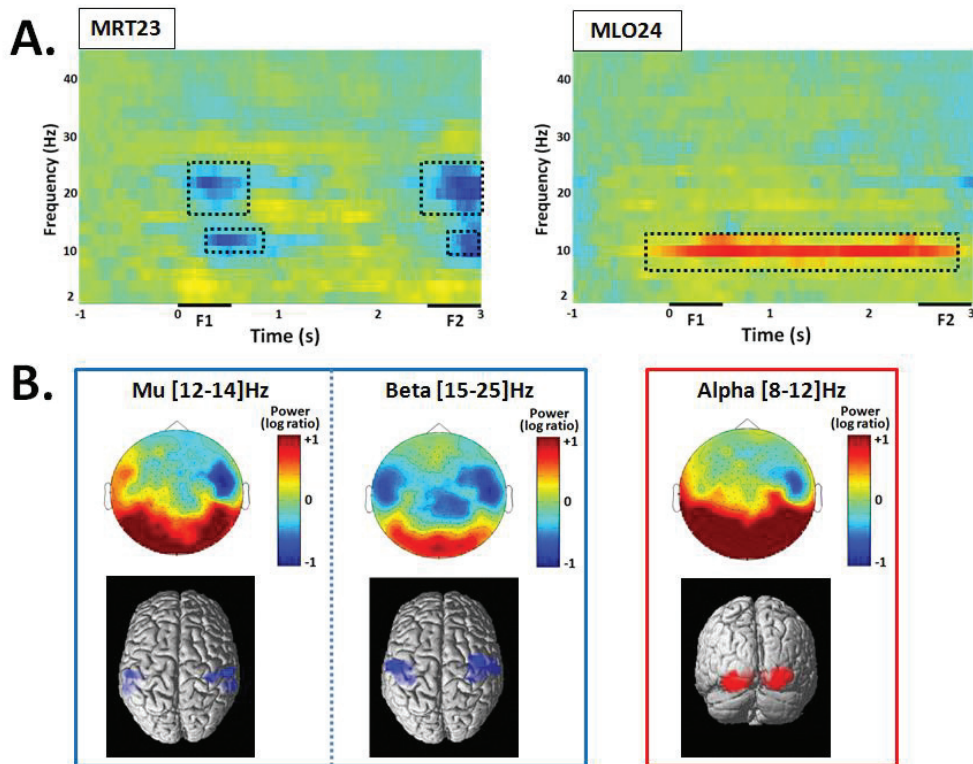 A.
MRT23
MLO24
Frequency (Hz)
40
30
20
10
2
-1 0 1 2 3
F1 F2
Time (s)
Frequency (Hz)
40
30
20
10
2
-1 0 1 2 3
F1 F2
Time (s)
B.
Mu [12-14]Hz
Power
(log ratio)
+1
0
-1
Beta [15-25]Hz
Power
(log ratio)
+1
0
-1
Alpha [8-12]Hz
Power
(log ratio)
+1
0
-1